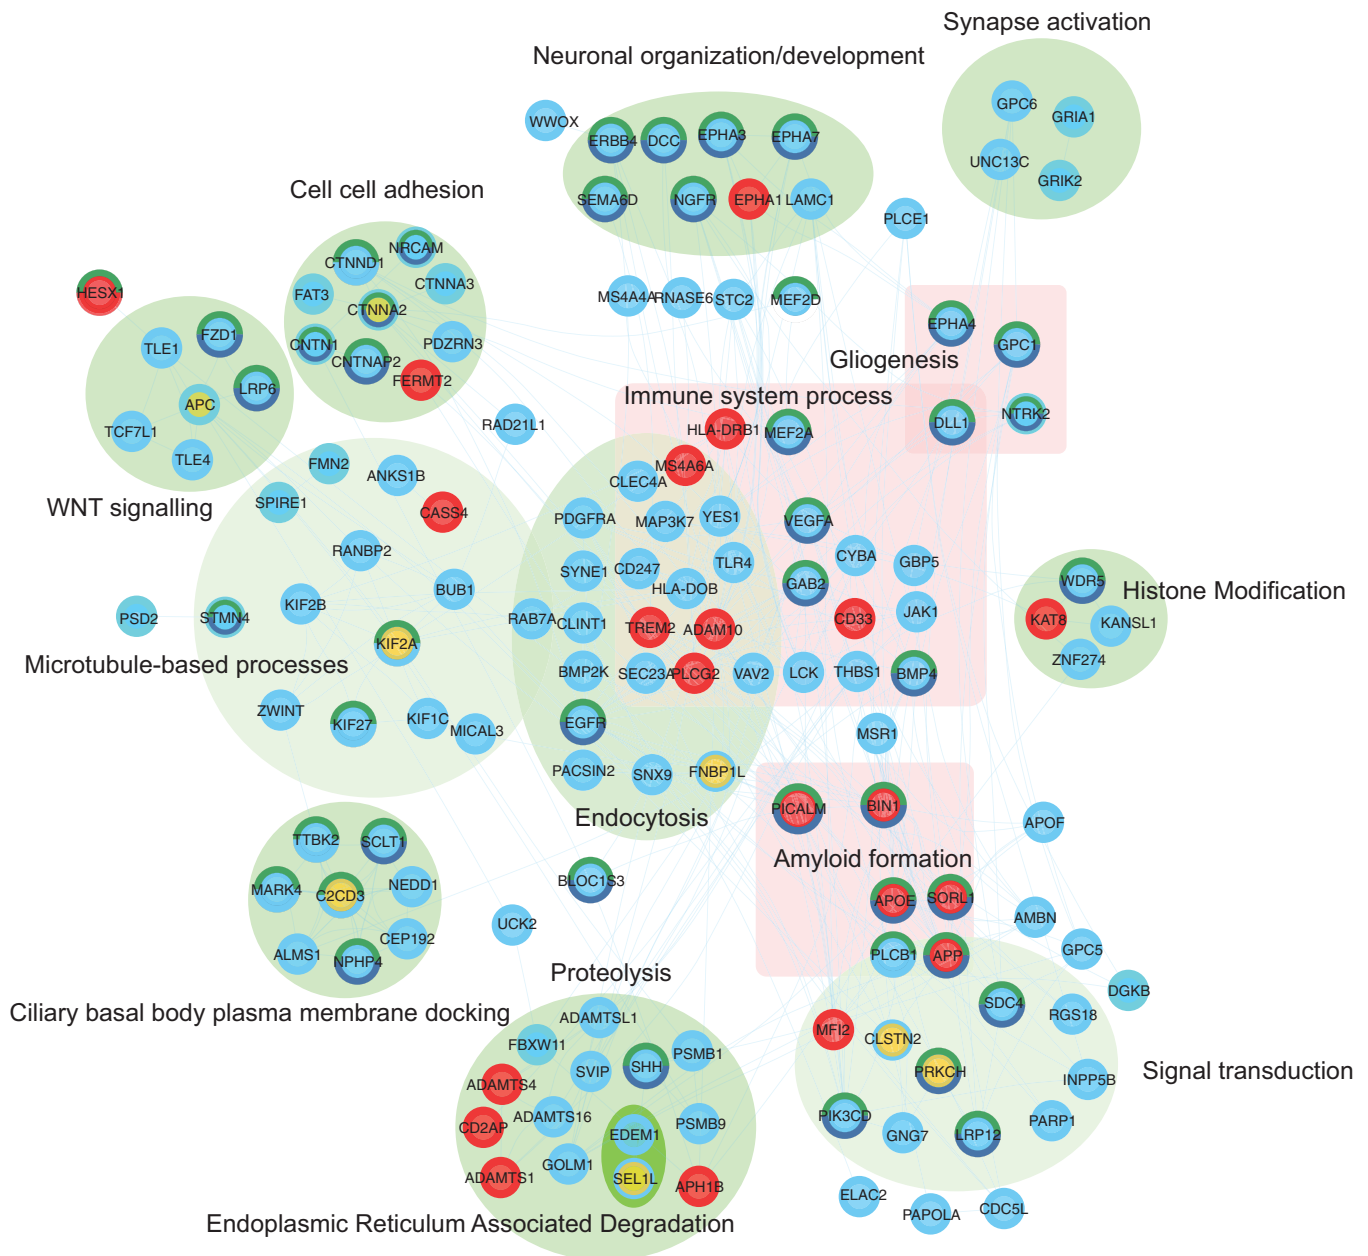 Synapse activation
Neuronal organization/development
GPC6
GRIA1
WWOX
ERBB4
DCC
EPHA3
EPHA7
UNC13C
GRIK2
Cell cell adhesion
SEMA6D
NGFR
EPHA1
LAMC1
PLCE1
NRCAM
CTNND1
HESX1
FAT3
CTNNA3
MS4A4A
RNASE6
STC2
MEF2D
CTNNA2
EPHA4
GPC1
FZD1
TLE1
CNTN1
PDZRN3
CNTNAP2
Gliogenesis
FERMT2
LRP6
APC
Immune system process
NTRK2
RAD21L1
HLA-DRB1
MEF2A
DLL1
TCF7L1
TLE4
FMN2
ANKS1B
MS4A6A
CLEC4A
WNT signalling
SPIRE1
CASS4
PDGFRA
MAP3K7
YES1
VEGFA
RANBP2
CYBA
GBP5
SYNE1
CD247
TLR4
WDR5
Histone Modification
KIF2B
BUB1
HLA-DOB
GAB2
PSD2
STMN4
RAB7A
CLINT1
TREM2
ADAM10
CD33
JAK1
KAT8
KANSL1
KIF2A
Microtubule-based processes
BMP2K
SEC23A
PLCG2
VAV2
LCK
THBS1
BMP4
ZNF274
ZWINT
KIF27
KIF1C
MICAL3
EGFR
MSR1
PACSIN2
SNX9
FNBP1L
Endocytosis
PICALM
BIN1
APOF
TTBK2
SCLT1
Amyloid formation
MARK4
C2CD3
NEDD1
BLOC1S3
APOE
SORL1
UCK2
AMBN
CEP192
ALMS1
NPHP4
PLCB1
APP
GPC5
Proteolysis
DGKB
Ciliary basal body plasma membrane docking
ADAMTSL1
SDC4
RGS18
FBXW11
PSMB1
MFI2
CLSTN2
SVIP
SHH
PRKCH
Signal transduction
ADAMTS4
INPP5B
ADAMTS16
PIK3CD
PARP1
CD2AP
EDEM1
PSMB9
GNG7
LRP12
GOLM1
ADAMTS1
SEL1L
APH1B
ELAC2
PAPOLA
CDC5L
Endoplasmic Reticulum Associated Degradation